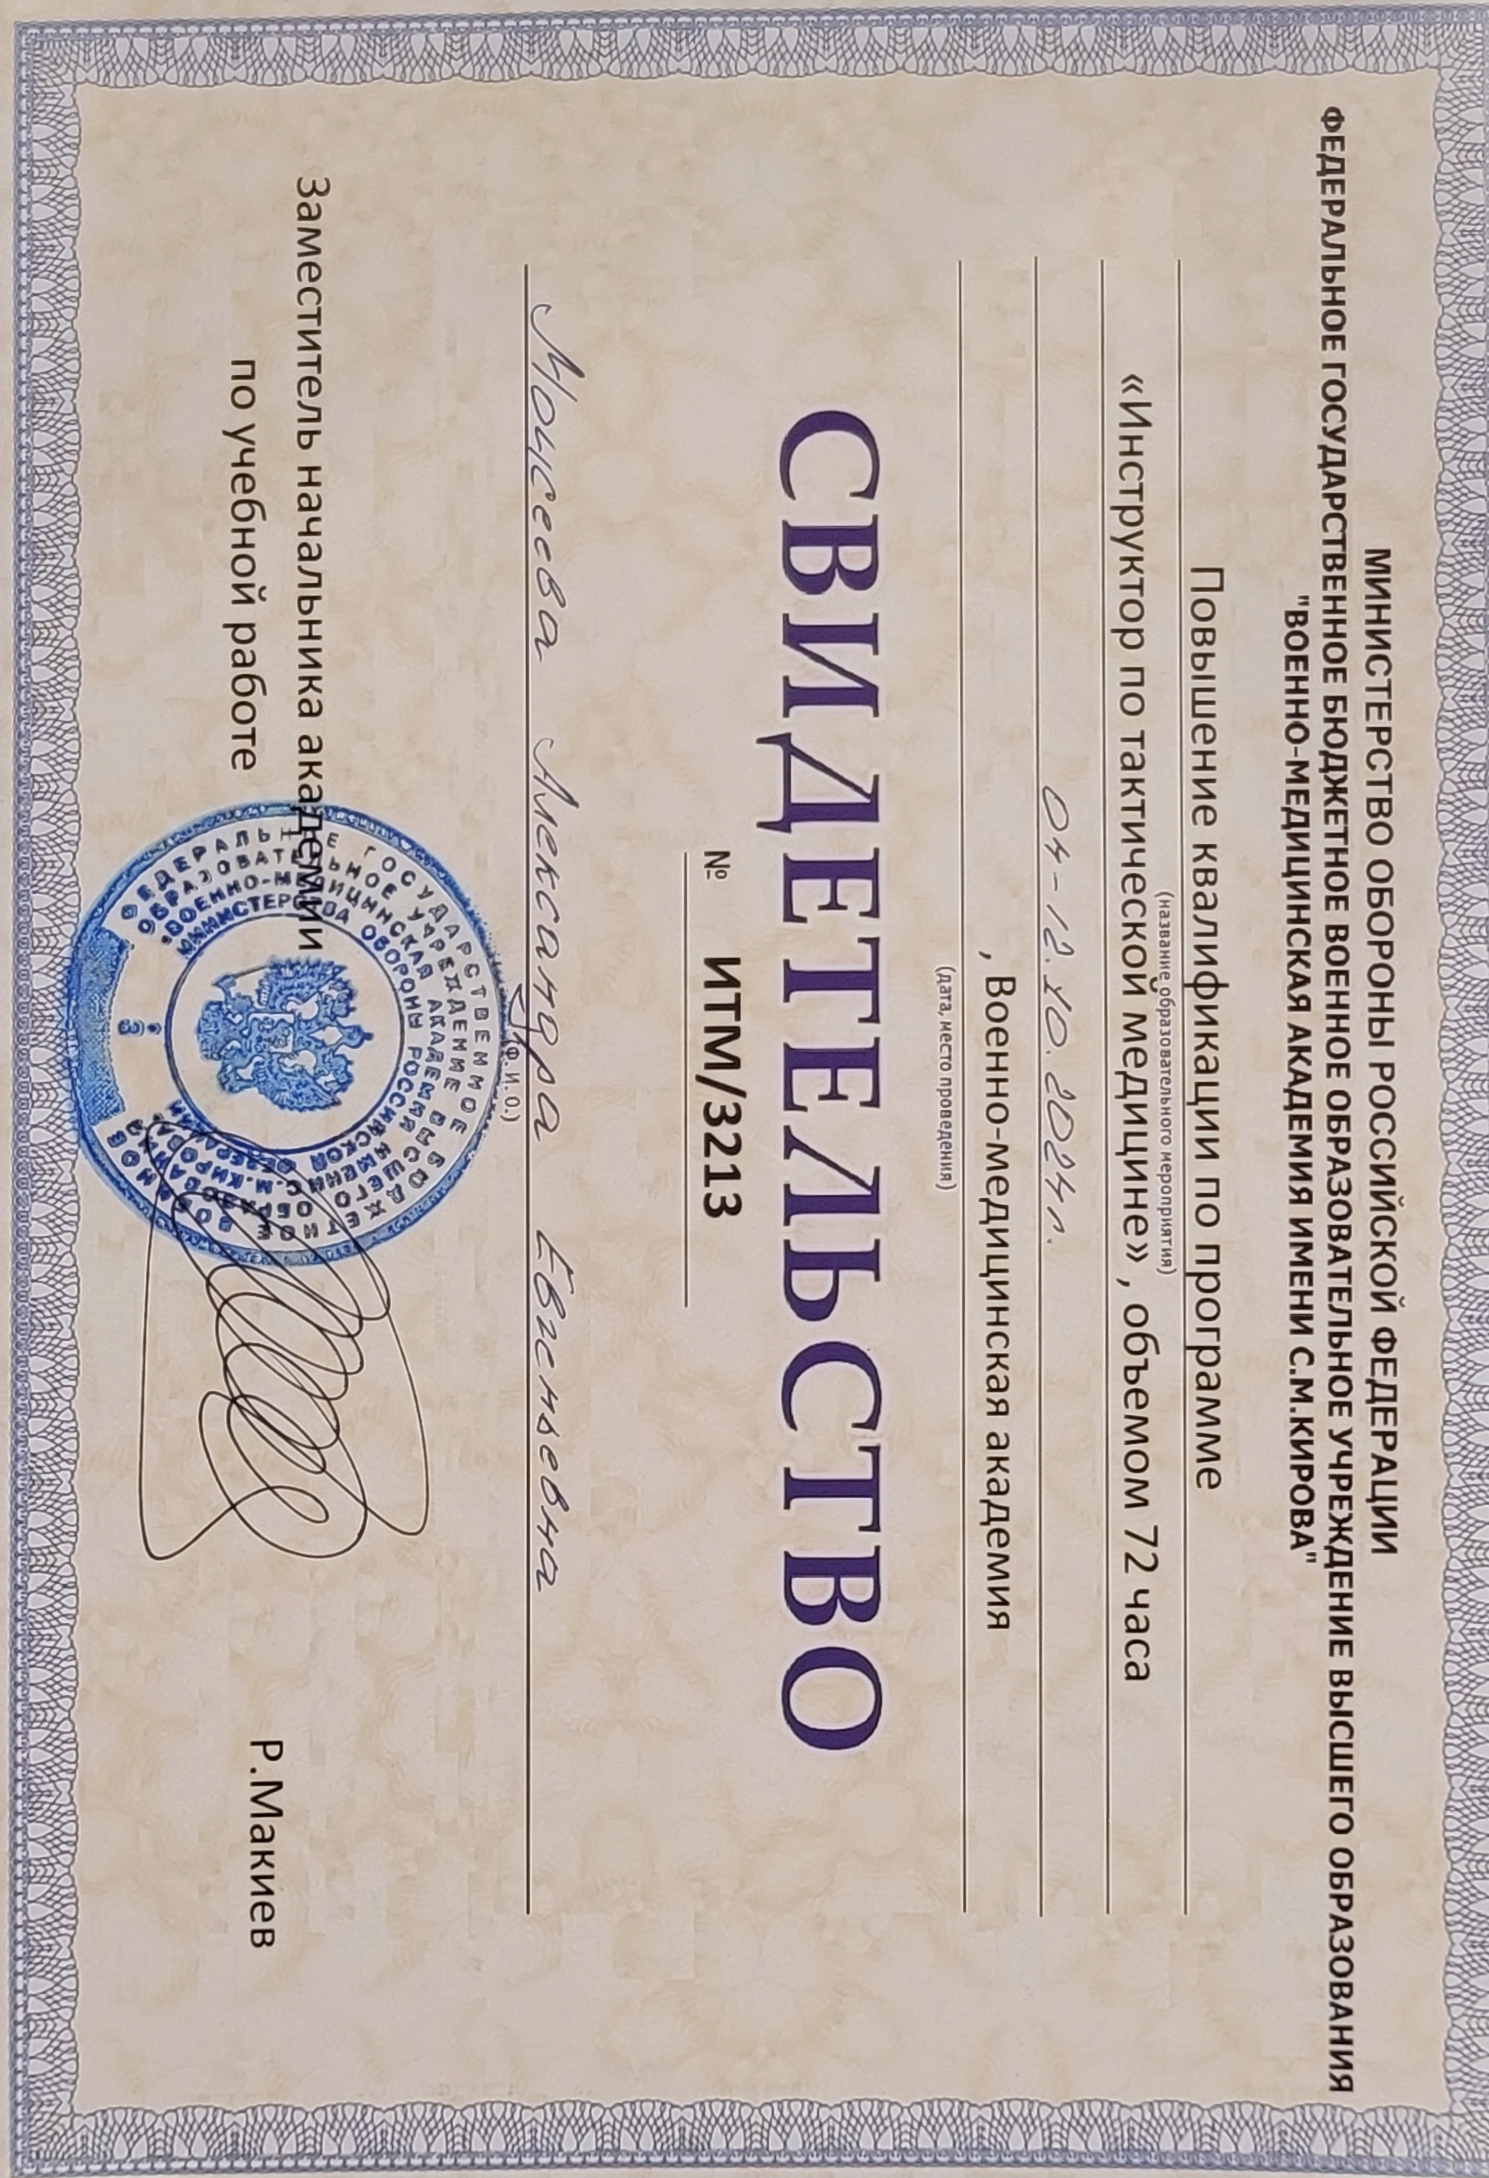 МИНИСТЕРСТВО ОБОРОНЫ РОССИЙСКОЙ ФЕДЕРАЦИИ
ФЕДЕРАЛЬНОЕ ГОСУДАРСТВЕННОЕ БЮДЖЕТНОЕ ВОЕННОЕ ОБРАЗОВАТЕЛЬНОЕ УЧРЕЖДЕНИЕ ВЫСШЕГО ОБРАЗОВАНИЯ
"ВОЕННО-МЕДИЦИНСКАЯ АКАДЕМИЯ ИМЕНИ С.М.КИРОВА"
Повышение квалификации по программе
(название образовательного мероприятия)
«Инструктор по тактической медицине» , объемом 72 часа
04-12.10.2024г.
, Военно-медицинская академия
(дата, место проведения)
СВИДЕТЕЛЬСТВО
№ ИТМ/3213
Моисеева Александра Евгеньевна
(Ф.И.О.)
Заместитель начальника академии
по учебной работе
Р.Макиев